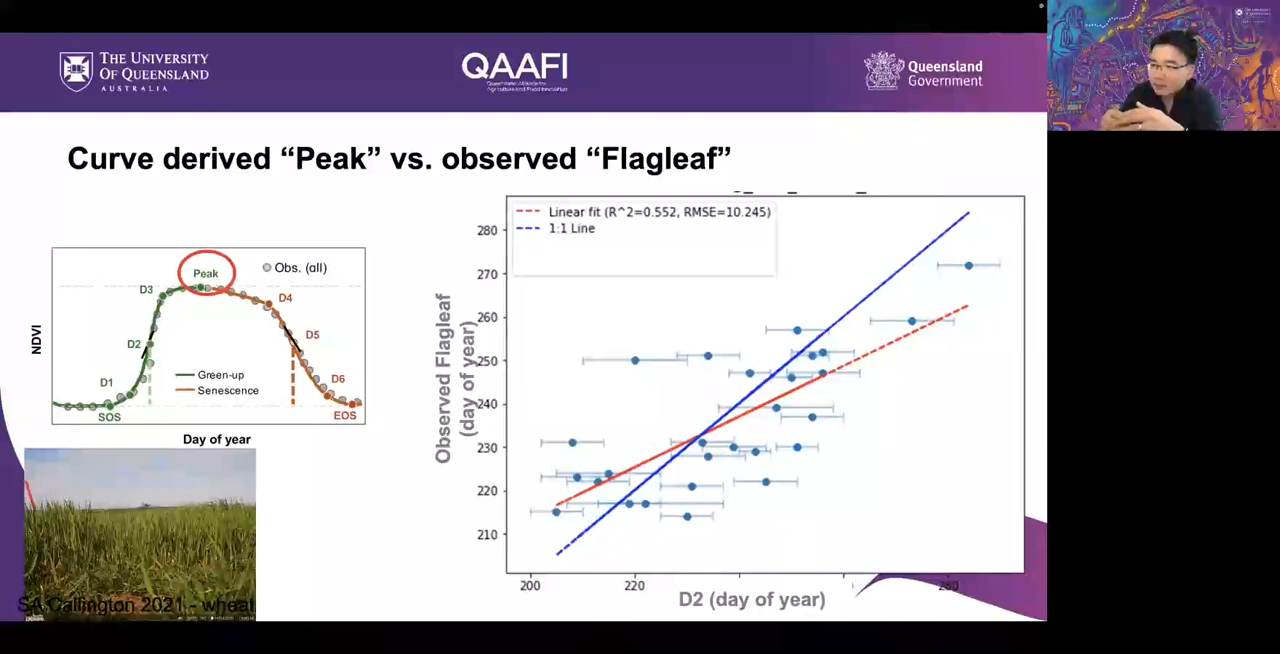 THE UNIVERSITY
OF QUEENSLAND
AUSTRALIA
QAAFI
Queensland Alliance for
Agriculture and Food Innovation
Queensland
Government
Curve derived “Peak” vs. observed “Flagleaf”
Peak
Obs. (all)
D3
D4
NDVI
D2
D5
Green-up
Senescence
D1
D6
SOS
EOS
Day of year
SA Callington 2021 - wheat
Linear fit (R^2=0.552, RMSE=10.245)
1:1 Line
280
270
260
250
240
230
220
210
Observed Flagleaf
(day of year)
200
220
260
D2 (day of year)